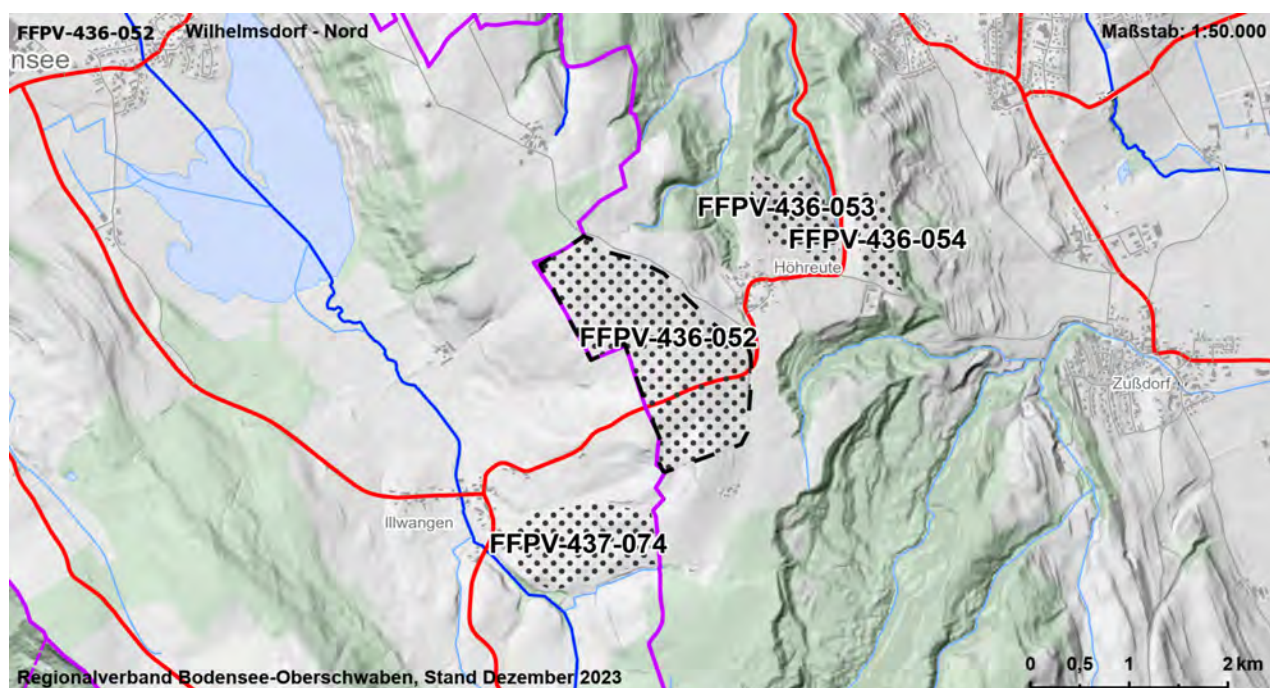 FFPV-436-052 Wilhelmsdorf - Nord
Maßstab: 1:50.000
nsee
FFPV-436-053
FFPV-436-054
Höhreute
FFPV-436-052
Zußdorf
Illwangen
FFPV-437-074
Regionalverband Bodensee-Oberschwaben, Stand Dezember 2023
0 0,5 1 2 km